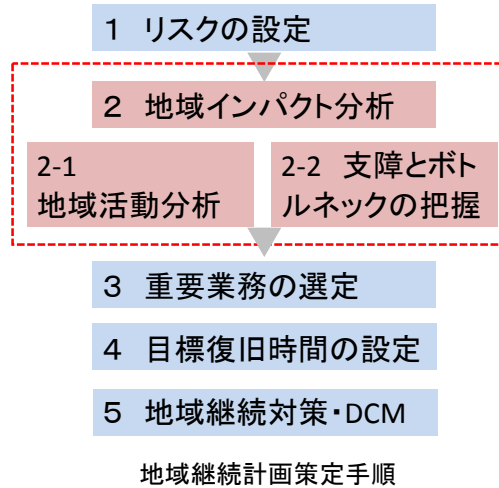 1 リスクの設定
2 地域インパクト分析
2-1
地域活動分析
2-2 支障とボト
ルネックの把握
3 重要業務の選定
4 目標復旧時間の設定
5 地域継続対策・DCM
地域継続計画策定手順